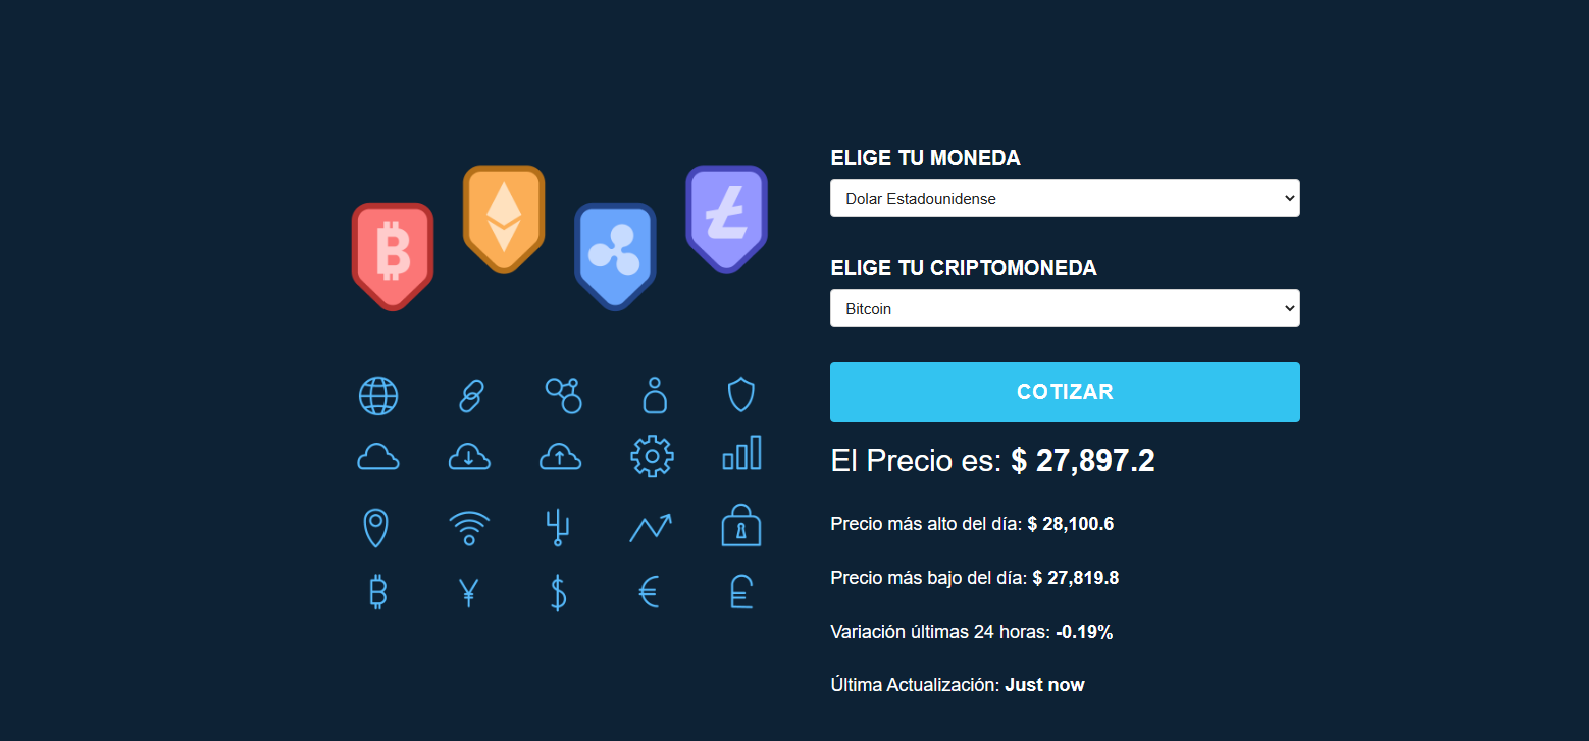 ELIGE TU MONEDA
Dolar Estadounidense
ELIGE TU CRIPTOMONEDA
Bitcoin
COTIZAR
El Precio es: $ 27,897.2
Precio más alto del día: $ 28,100.6
Precio más bajo del día: $ 27,819.8
Variación últimas 24 horas: -0.19%
Última Actualización: Just now